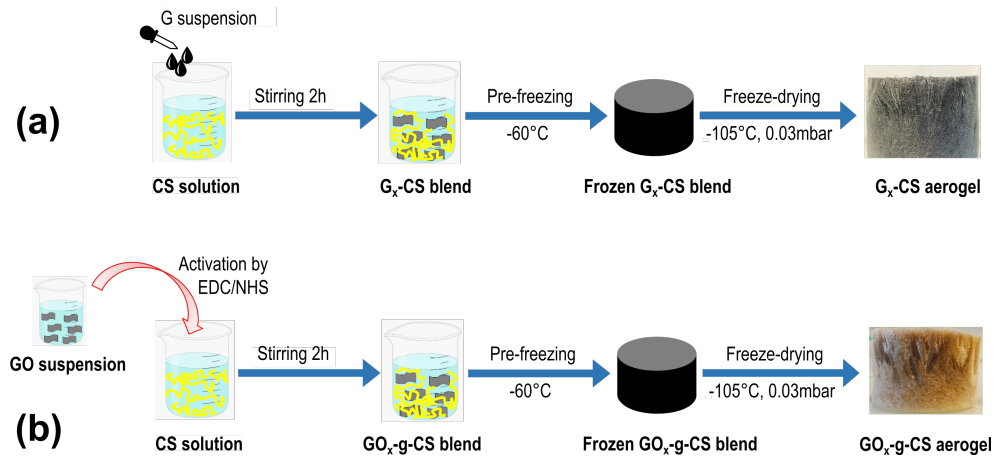 G suspension
(a)
Stirring 2h
Pre-freezing
-60°C
Freeze-drying
-105°C, 0.03mbar
CS solution
Gₓ-CS blend
Frozen Gₓ-CS blend
Gₓ-CS aerogel
Activation by
EDC/NHS
GO suspension
(b)
Stirring 2h
Pre-freezing
-60°C
Freeze-drying
-105°C, 0.03mbar
CS solution
GOₓ-g-CS blend
Frozen GOₓ-g-CS blend
GOₓ-g-CS aerogel